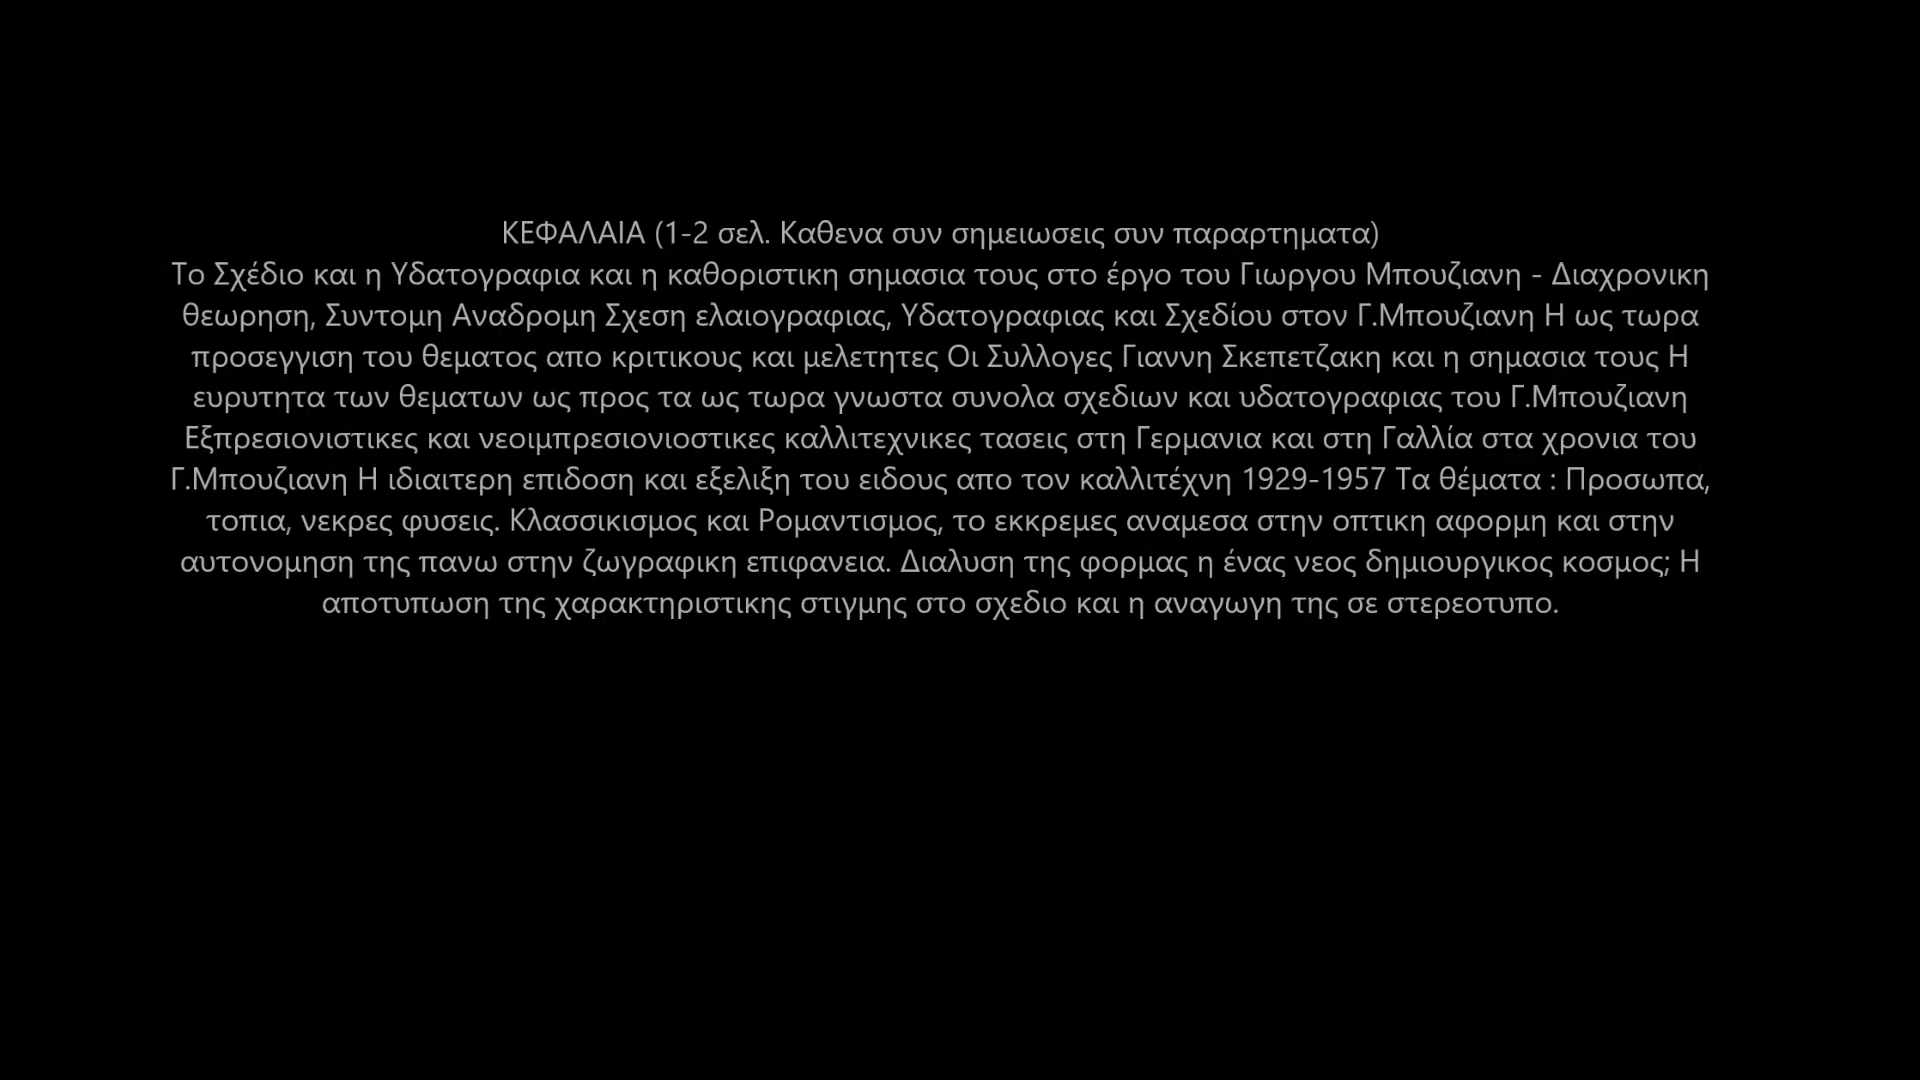 ΚΕΦΑΛΑΙΑ (1-2 σελ. Καθενα συν σημειωσεις συν παραρτηματα)
Το Σχέδιο και η Υδατογραφια και η καθοριστικη σημασια τους στο έργο του Γιωργου Μπουζιανη - Διαχρονικη
θεωρηση, Συντομη Αναδρομη Σχεση ελαιογραφιας, Υδατογραφιας και Σχεδίου στον Γ.Μπουζιανη Η ως τωρα
προσεγγιση του θεματος απο κριτικους και μελετητες Οι Συλλογες Γιαννη Σκεπετζακη και η σημασια τους Η
ευρυτητα των θεματων ως προς τα ως τωρα γνωστα συνολα σχεδιων και υδατογραφιας του Γ.Μπουζιανη
Εξπρεσιονιστικες και νεοιμπρεσιονιοστικες καλλιτεχνικες τασεις στη Γερμανια και στη Γαλλία στα χρονια του
Γ.Μπουζιανη Η ιδιαιτερη επιδοση και εξελιξη του ειδους απο τον καλλιτέχνη 1929-1957 Τα θέματα : Προσωπα,
τοπια, νεκρες φυσεις. Κλασσικισμος και Ρομαντισμος, το εκκρεμες αναμεσα στην οπτικη αφορμη και στην
αυτονομηση της πανω στην ζωγραφικη επιφανεια. Διαλυση της φορμας η ένας νεος δημιουργικος κοσμος; Η
αποτυπωση της χαρακτηριστικης στιγμης στο σχεδιο και η αναγωγη της σε στερεοτυπο.